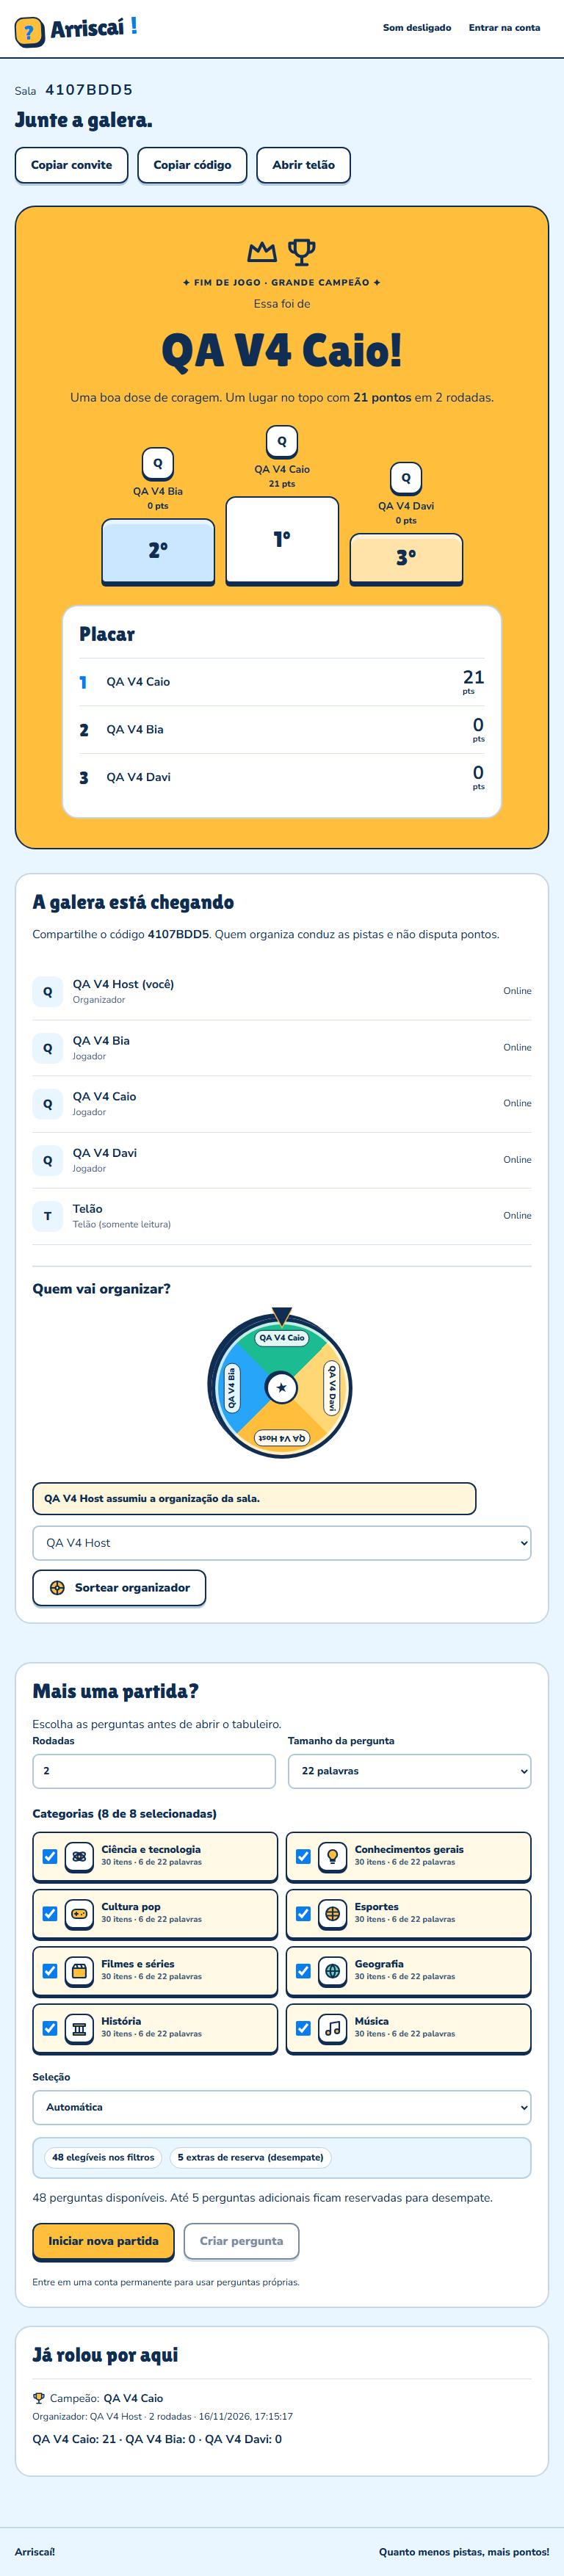 ? Arriscaí !
Som desligado Entrar na conta
Sala 4107BDD5
Junte a galera.
Copiar convite Copiar código Abrir telão
✦ FIM DE JOGO · GRANDE CAMPEÃO ✦
Essa foi de
QA V4 Caio!
Uma boa dose de coragem. Um lugar no topo com 21 pontos em 2 rodadas.
Q
QA V4 Caio
21 pts
1º
Q
QA V4 Bia
0 pts
2º
Q
QA V4 Davi
0 pts
3º
Placar
1 QA V4 Caio 21 pts
2 QA V4 Bia 0 pts
3 QA V4 Davi 0 pts
A galera está chegando
Compartilhe o código 4107BDD5. Quem organiza conduz as pistas e não disputa pontos.
Q QA V4 Host (você) Online
Organizador
Q QA V4 Bia Online
Jogador
Q QA V4 Caio Online
Jogador
Q QA V4 Davi Online
Jogador
T Telão Online
Telão (somente leitura)
Quem vai organizar?
QA V4 Caio
QA V4 Davi
QA V4 Host
QA V4 Bia
QA V4 Host assumiu a organização da sala.
QA V4 Host
Sortear organizador
Mais uma partida?
Escolha as perguntas antes de abrir o tabuleiro.
Rodadas Tamanho da pergunta
2 22 palavras
Categorias (8 de 8 selecionadas)
Ciência e tecnologia
30 itens · 6 de 22 palavras
Conhecimentos gerais
30 itens · 6 de 22 palavras
Cultura pop
30 itens · 6 de 22 palavras
Esportes
30 itens · 6 de 22 palavras
Filmes e séries
30 itens · 6 de 22 palavras
Geografia
30 itens · 6 de 22 palavras
História
30 itens · 6 de 22 palavras
Música
30 itens · 6 de 22 palavras
Seleção
Automática
48 elegíveis nos filtros 5 extras de reserva (desempate)
48 perguntas disponíveis. Até 5 perguntas adicionais ficam reservadas para desempate.
Iniciar nova partida Criar pergunta
Entre em uma conta permanente para usar perguntas próprias.
Já rolou por aqui
Campeão: QA V4 Caio
Organizador: QA V4 Host · 2 rodadas · 16/11/2026, 17:15:17
QA V4 Caio: 21 · QA V4 Bia: 0 · QA V4 Davi: 0
Arriscaí! Quanto menos pistas, mais pontos!